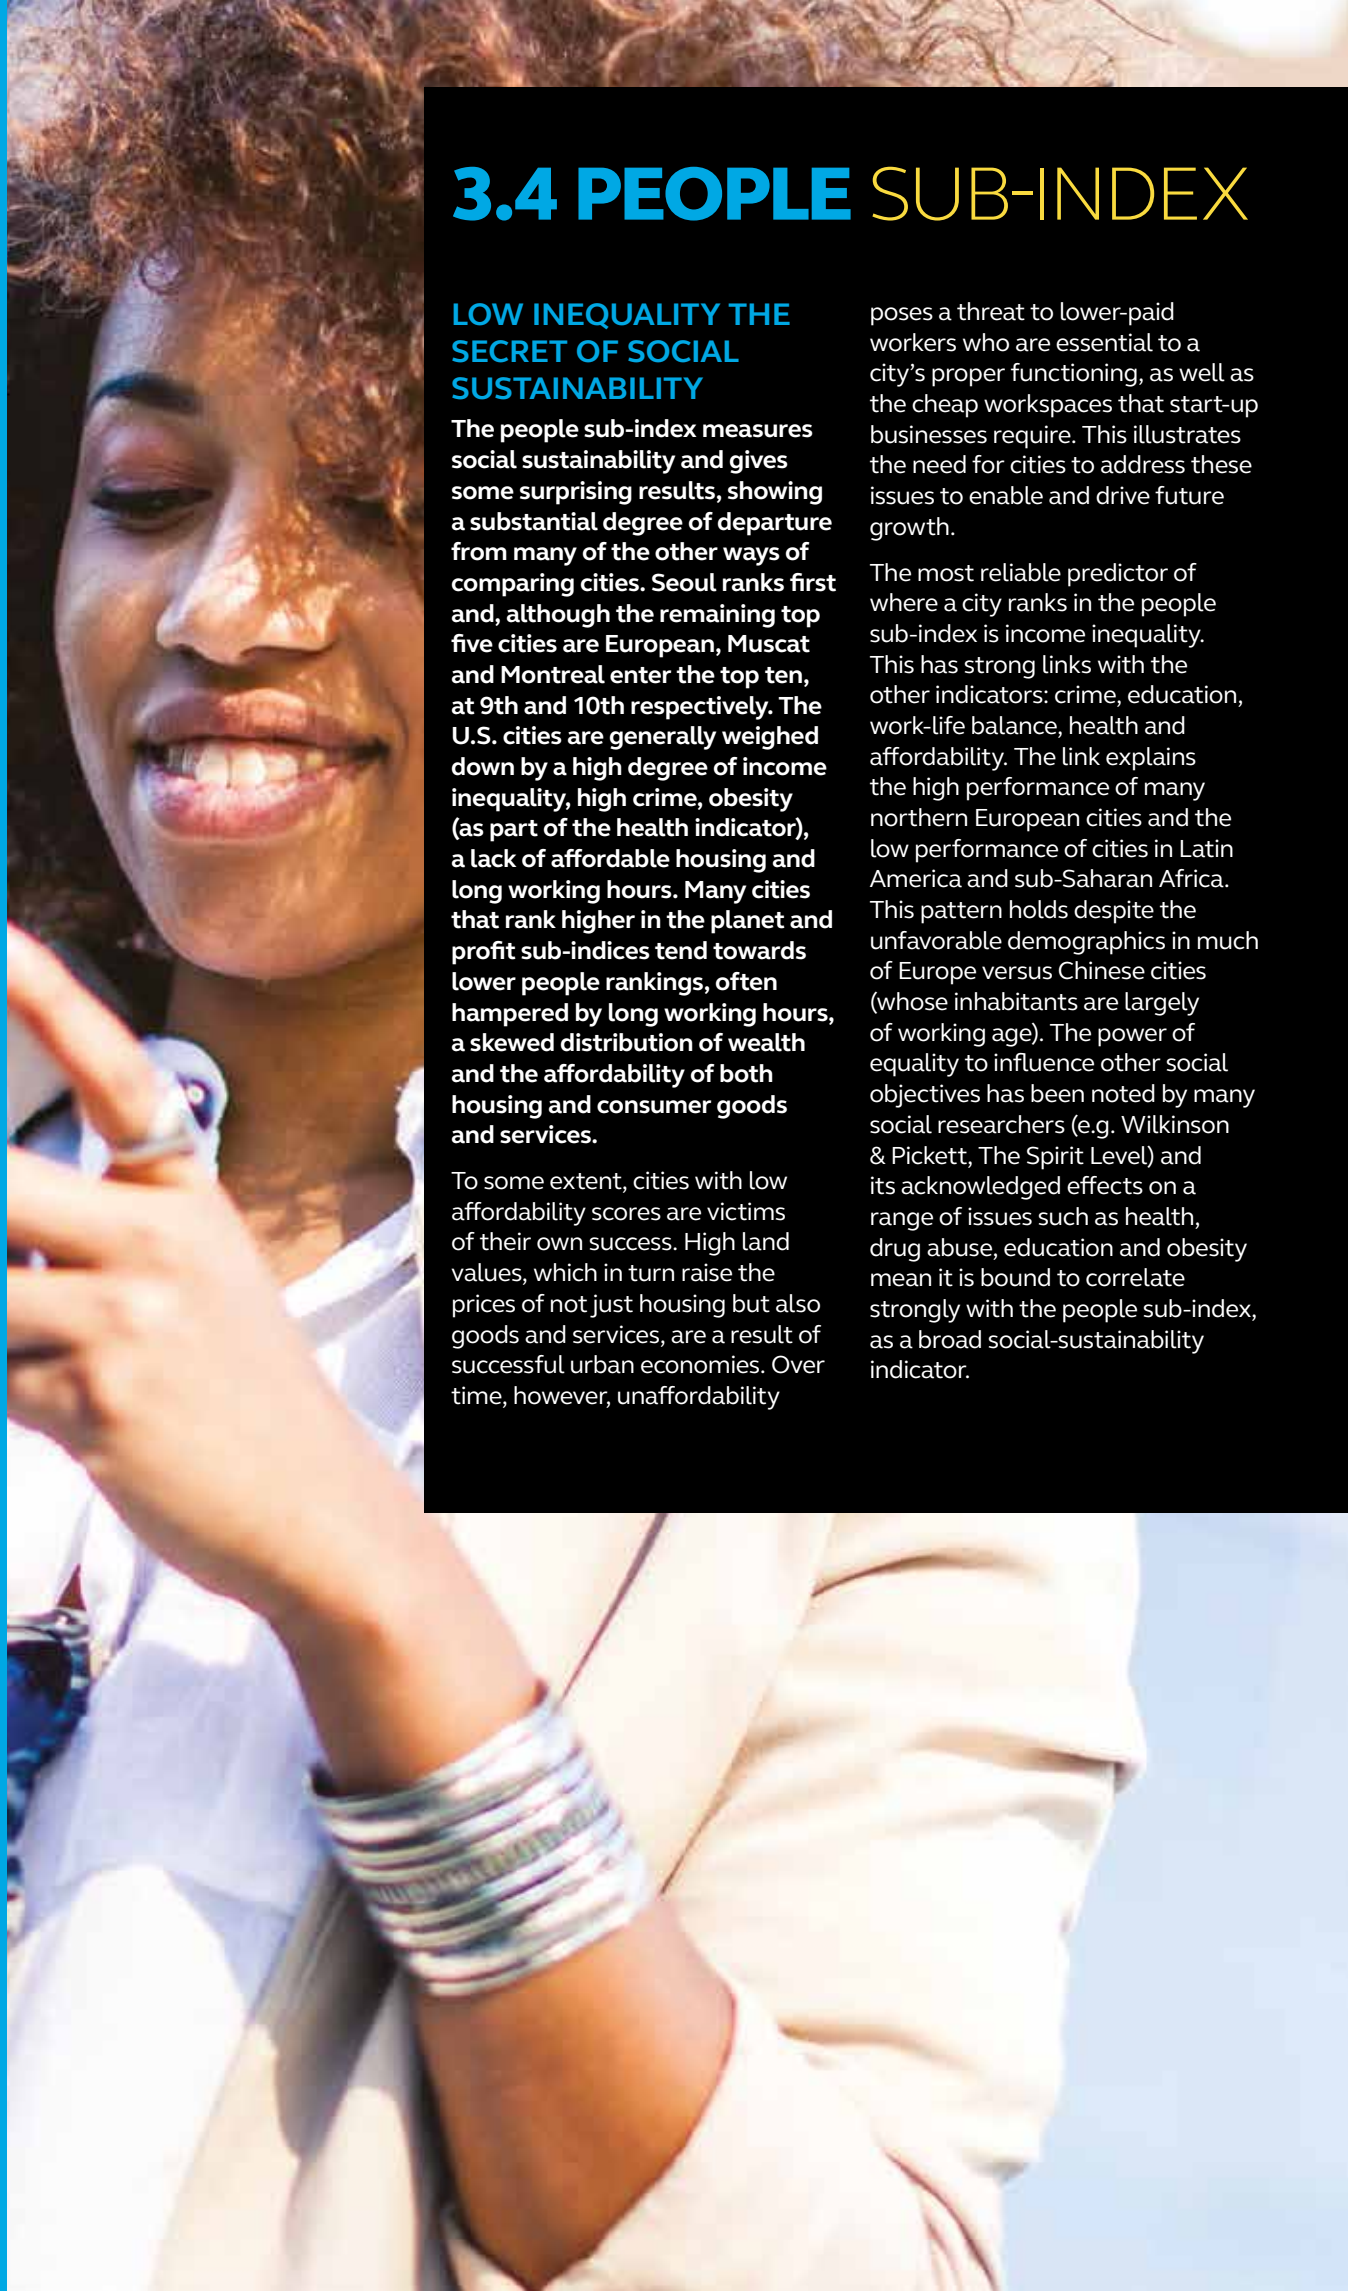 3.4 PEOPLE SUB-INDEX
LOW INEQUALITY THE
SECRET OF SOCIAL
SUSTAINABILITY
The people sub-index measures
social sustainability and gives
some surprising results, showing
a substantial degree of departure
from many of the other ways of
comparing cities. Seoul ranks first
and, although the remaining top
five cities are European, Muscat
and Montreal enter the top ten,
at 9th and 10th respectively. The
U.S. cities are generally weighed
down by a high degree of income
inequality, high crime, obesity
(as part of the health indicator),
a lack of affordable housing and
long working hours. Many cities
that rank higher in the planet and
profit sub-indices tend towards
lower people rankings, often
hampered by long working hours,
a skewed distribution of wealth
and the affordability of both
housing and consumer goods
and services.
To some extent, cities with low
affordability scores are victims
of their own success. High land
values, which in turn raise the
prices of not just housing but also
goods and services, are a result of
successful urban economies. Over
time, however, unaffordability
poses a threat to lower-paid
workers who are essential to a
city’s proper functioning, as well as
the cheap workspaces that start-up
businesses require. This illustrates
the need for cities to address these
issues to enable and drive future
growth.
The most reliable predictor of
where a city ranks in the people
sub-index is income inequality.
This has strong links with the
other indicators: crime, education,
work-life balance, health and
affordability. The link explains
the high performance of many
northern European cities and the
low performance of cities in Latin
America and sub-Saharan Africa.
This pattern holds despite the
unfavorable demographics in much
of Europe versus Chinese cities
(whose inhabitants are largely
of working age). The power of
equality to influence other social
objectives has been noted by many
social researchers (e.g. Wilkinson
& Pickett, The Spirit Level) and
its acknowledged effects on a
range of issues such as health,
drug abuse, education and obesity
mean it is bound to correlate
strongly with the people sub-index,
as a broad social-sustainability
indicator.